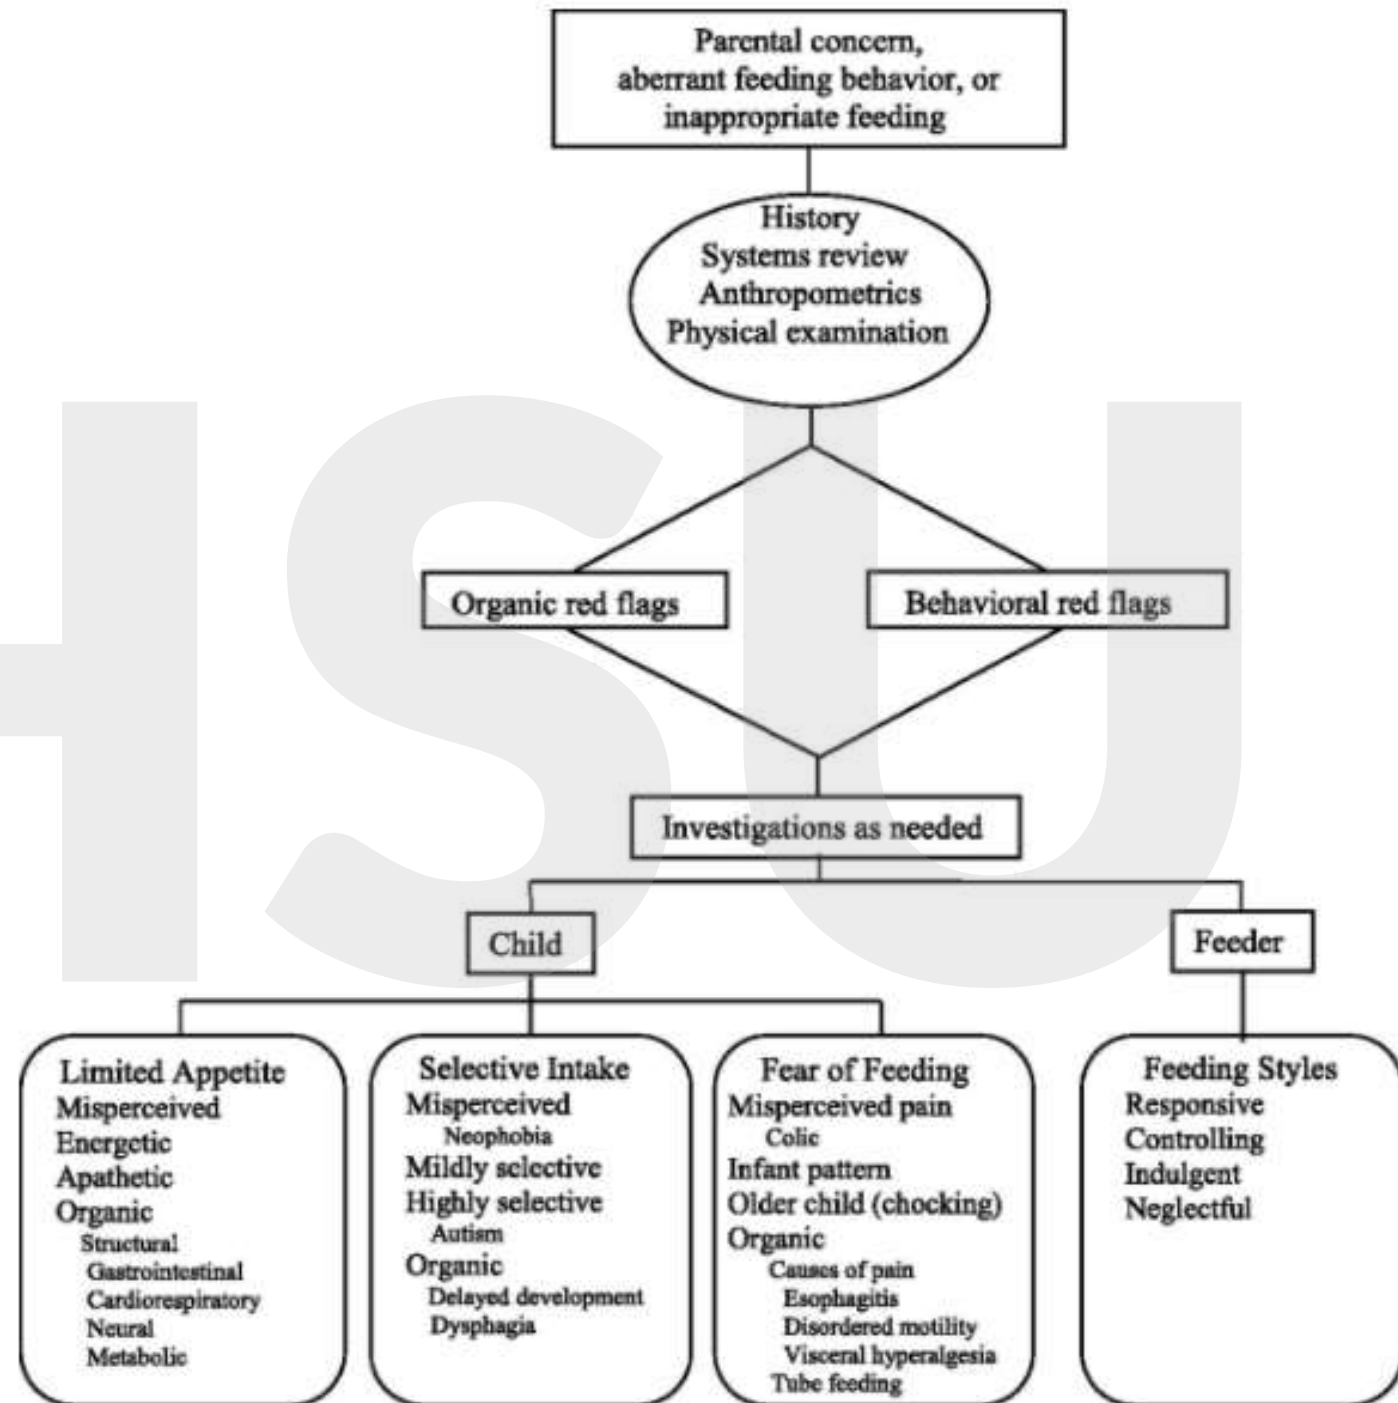 Parental concern,
aberrant feeding behavior, or
inappropriate feeding
History
Systems review
Anthropometrics
Physical examination
Organic red flags
Behavioral red flags
Investigations as needed
Child
Feeder
Limited Appetite
Misperceived
Energetic
Apathetic
Organic
Structural
Gastrointestinal
Cardiorespiratory
Neural
Metabolic
Selective Intake
Misperceived
Neophobia
Mildly selective
Highly selective
Autism
Organic
Delayed development
Dysphagia
Fear of Feeding
Misperceived pain
Colic
Infant pattern
Older child (chocking)
Organic
Causes of pain
Esophagitis
Disordered motility
Visceral hyperalgesia
Tube feeding
Feeding Styles
Responsive
Controlling
Indulgent
Neglectful
HSU